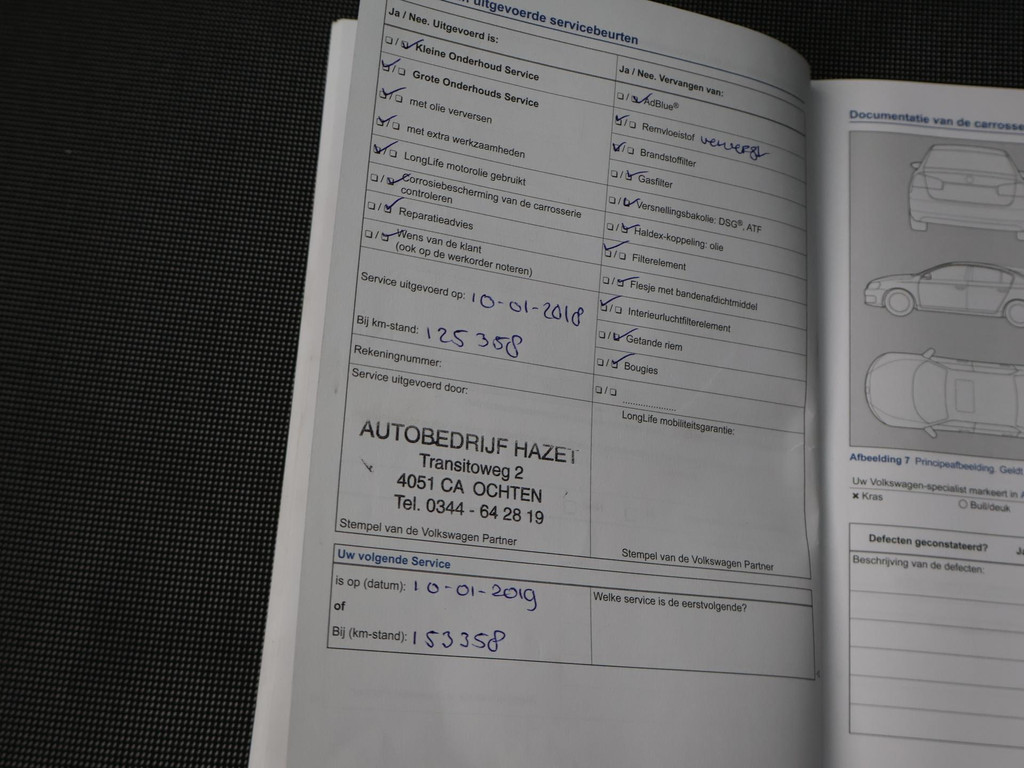 uitgevoerde servicebeurten
Ja / Nee. Uitgevoerd is:
❑/❑ Kleine Onderhoud Service
❑/❑ Grote Onderhouds Service
❑/❑ met olie verversen
❑/❑ met extra werkzaamheden
❑/❑ LongLife motorolie gebruikt
❑/❑ Corrosiebescherming van de carrosserie
controleren
❑/❑ Reparatieadvies
❑/❑ Wens van de klant
(ook op de werkorder noteren)
Service uitgevoerd op: 10-01-2018
Bij km-stand: 125 358
Rekeningnummer:
Service uitgevoerd door:
AUTOBEDRIJF HAZET
Transitoweg 2
4051 CA OCHTEN
Tel. 0344 - 64 28 19
Stempel van de Volkswagen Partner
Ja / Nee. Vervangen van:
❑/❑ AdBlue®
❑/❑ Remvloeistof ververst
❑/❑ Brandstoffilter
❑/❑ Gasfilter
❑/❑ Versnellingsbakolie: DSG®, ATF
❑/❑ Haldex-koppeling: olie
❑/❑ Filterelement
❑/❑ Flesje met bandenafdichtmiddel
❑/❑ Interieurluchtfilterelement
❑/❑ Getande riem
❑/❑ Bougies
❑/❑ ....................
LongLife mobiliteitsgarantie:
Stempel van de Volkswagen Partner
Uw volgende Service
is op (datum): 10-01-2019
of
Bij (km-stand): 153358
Welke service is de eerstvolgende?
Documentatie van de carrosse
Afbeelding 7 Principeafbeelding. Geldt
Uw Volkswagen-specialist markeert in
× Kras
○ Buil/deuk
Defecten geconstateerd? Ja
Beschrijving van de defecten: